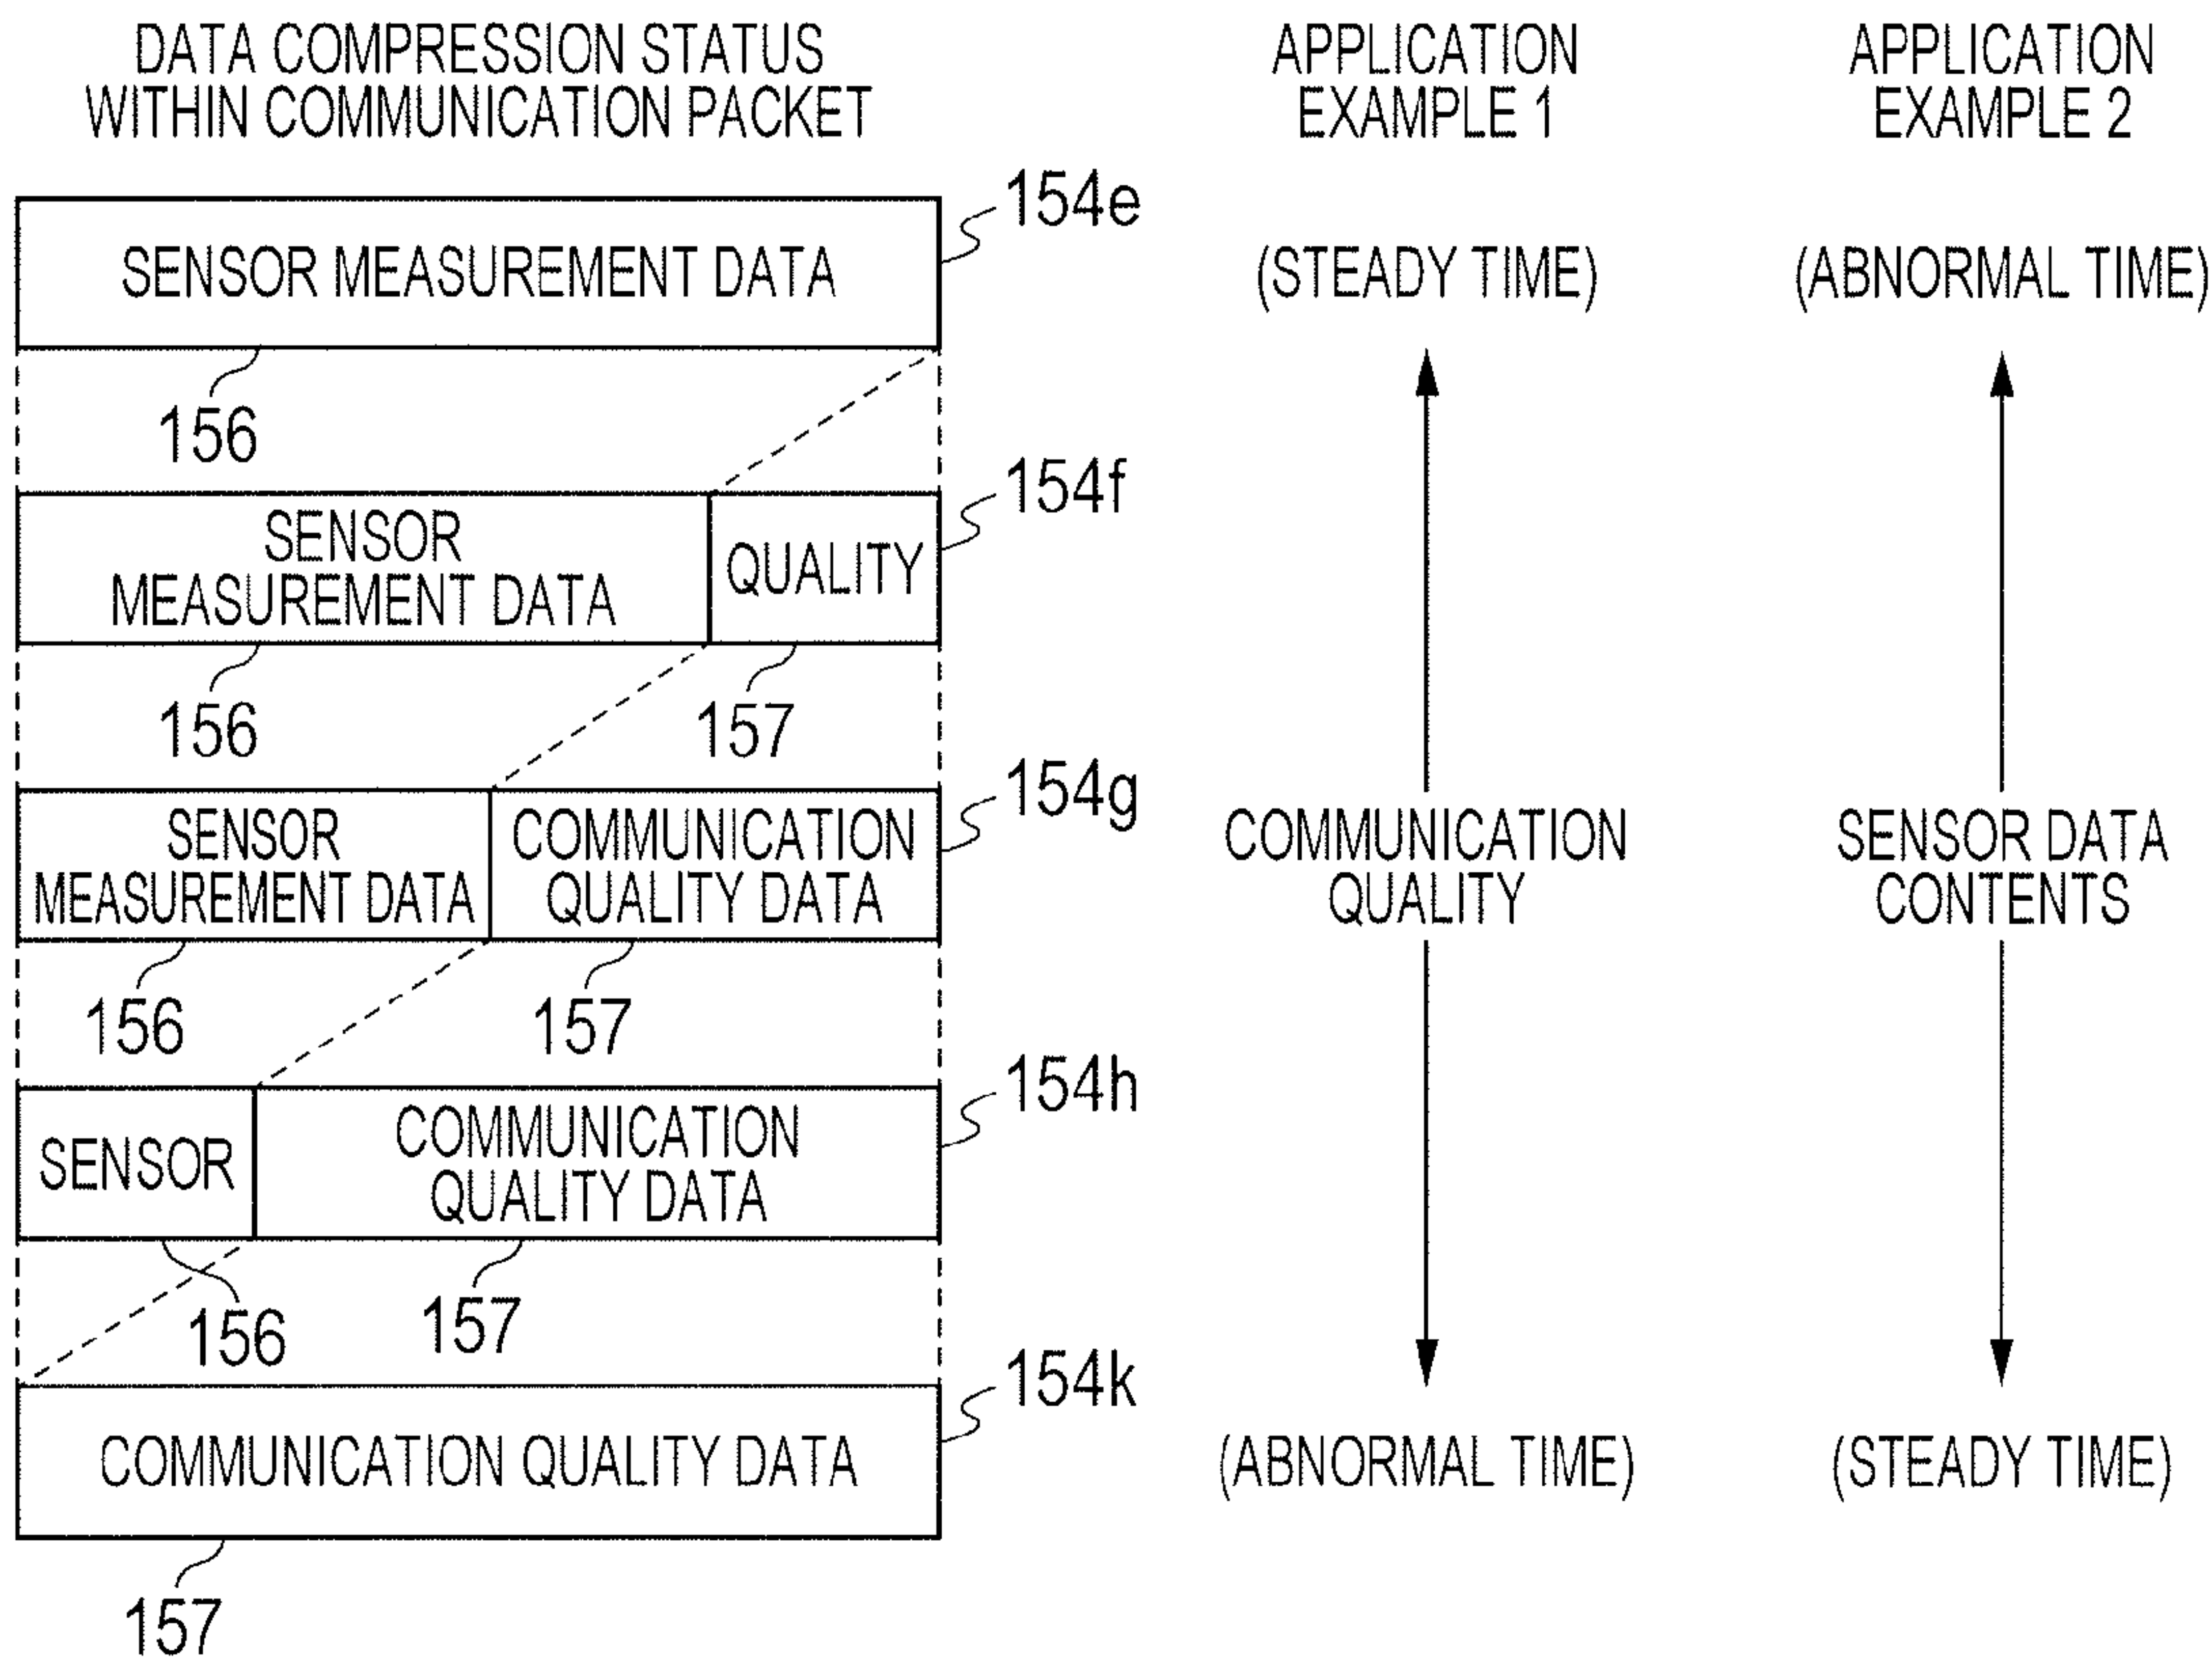 DATA COMPRESSION STATUS
WITHIN COMMUNICATION PACKET
APPLICATION
EXAMPLE 1
APPLICATION
EXAMPLE 2
154e
SENSOR MEASUREMENT DATA
(STEADY TIME)
(ABNORMAL TIME)
156
154f
SENSOR
MEASUREMENT DATA
QUALITY
156
157
154g
SENSOR
MEASUREMENT DATA
COMMUNICATION
QUALITY DATA
COMMUNICATION
QUALITY
SENSOR DATA
CONTENTS
156
157
154h
SENSOR
COMMUNICATION
QUALITY DATA
156
157
154k
COMMUNICATION QUALITY DATA
(ABNORMAL TIME)
(STEADY TIME)
157